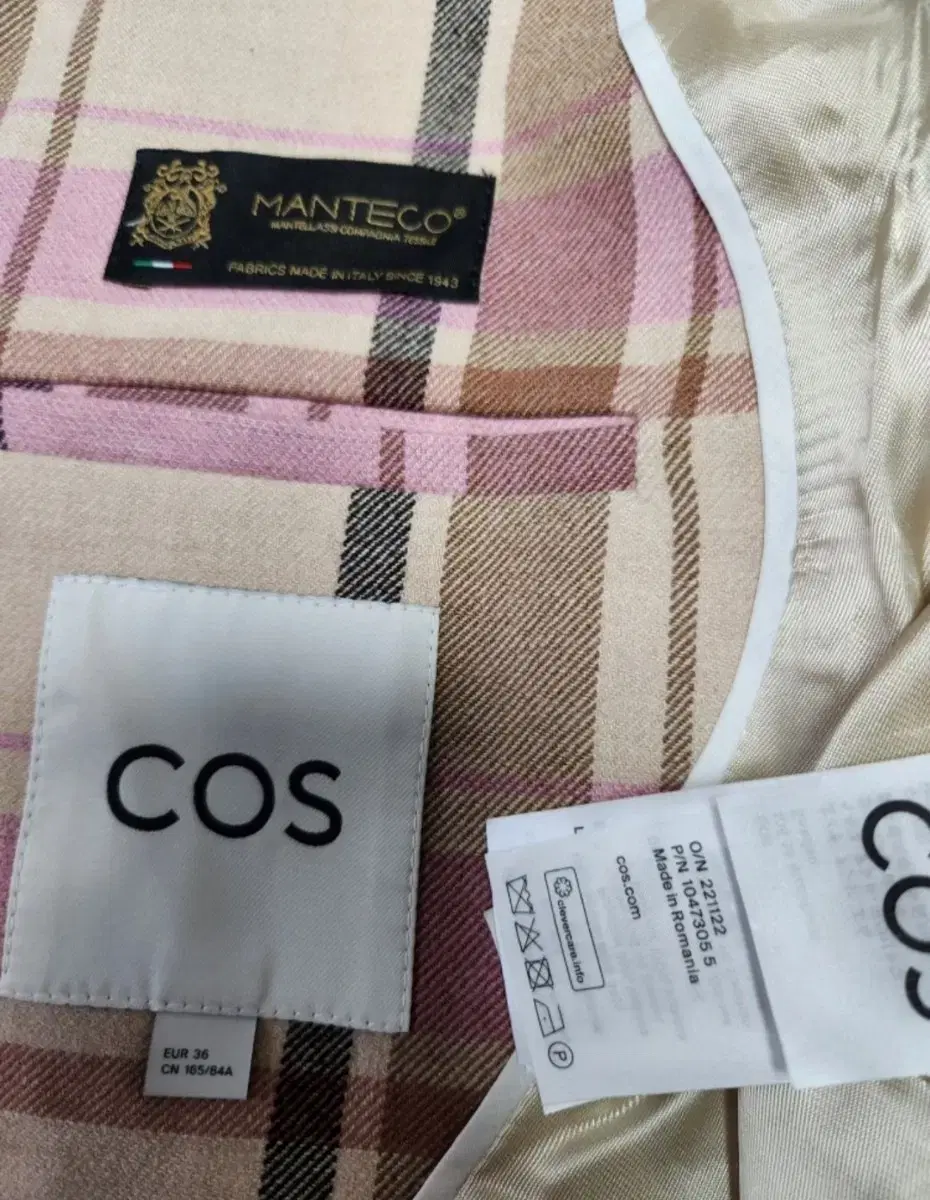 MANTECO®
MANTELLASSI COMPAGNIA TESSILE
FABRICS MADE IN ITALY SINCE 1943
COS
EUR 36
CN 165/84A
O/N 221122
P/N 1047305 5
Made in Romania
cos.com
clevercare.info
P
L
COS